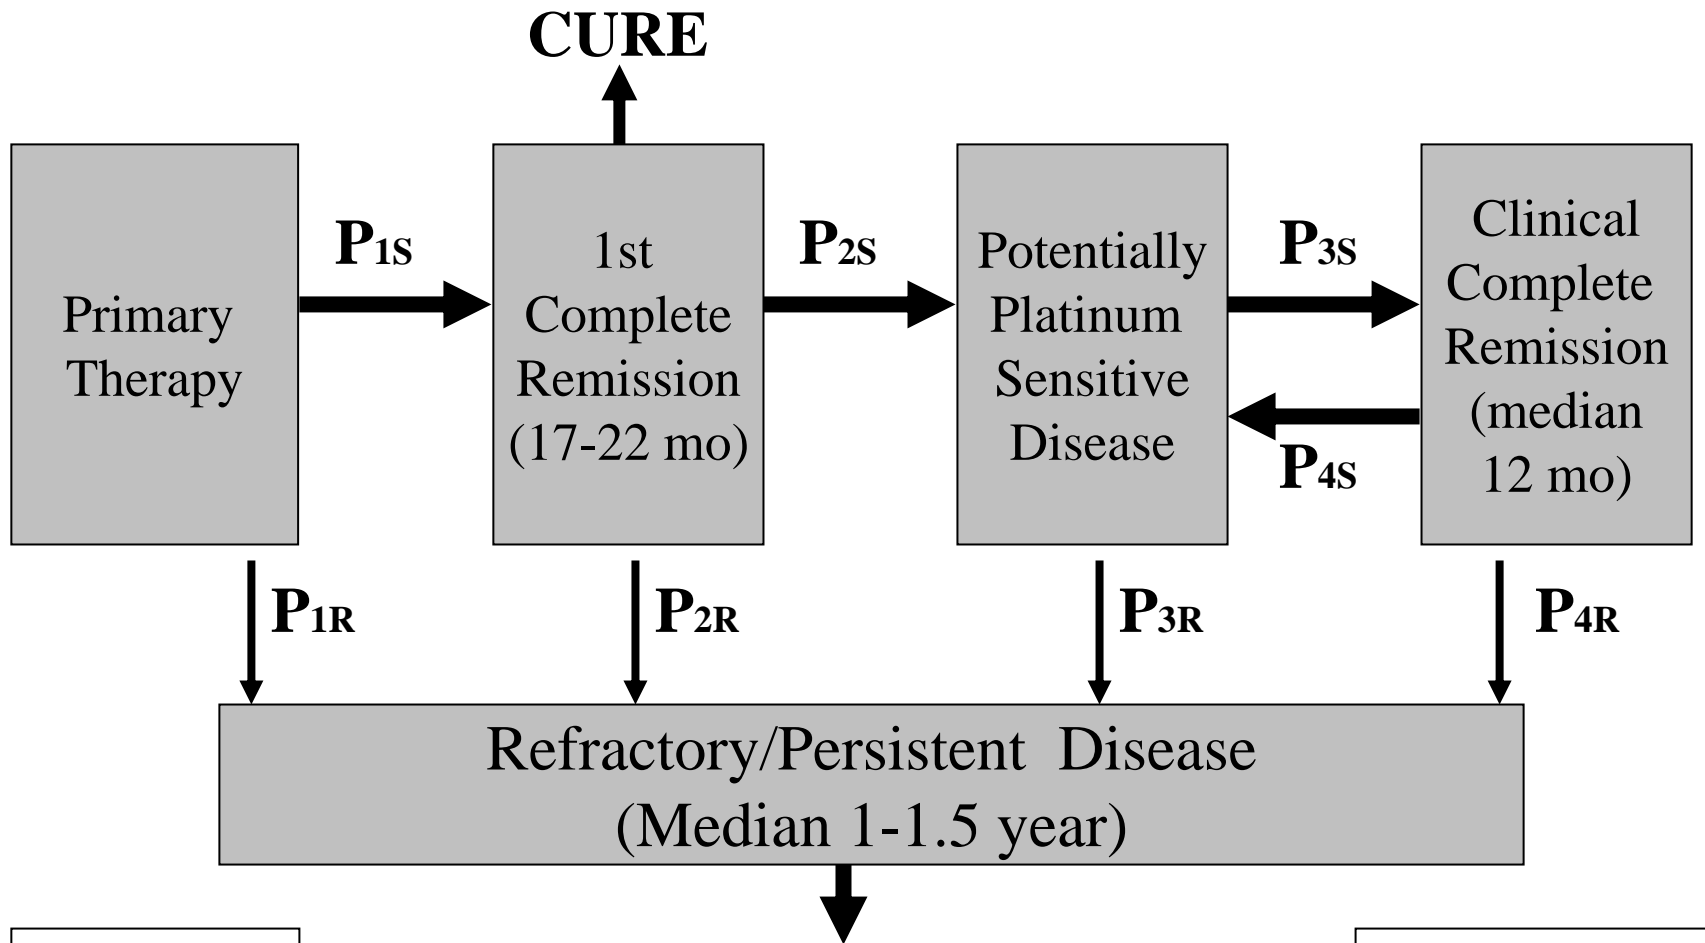 CURE
Primary
Therapy
P1S
1st
Complete
Remission
(17-22 mo)
P2S
Potentially
Platinum
Sensitive
Disease
P3S
P4S
Clinical
Complete
Remission
(median
12 mo)
P1R
P2R
P3R
P4R
Refractory/Persistent Disease
(Median 1-1.5 year)